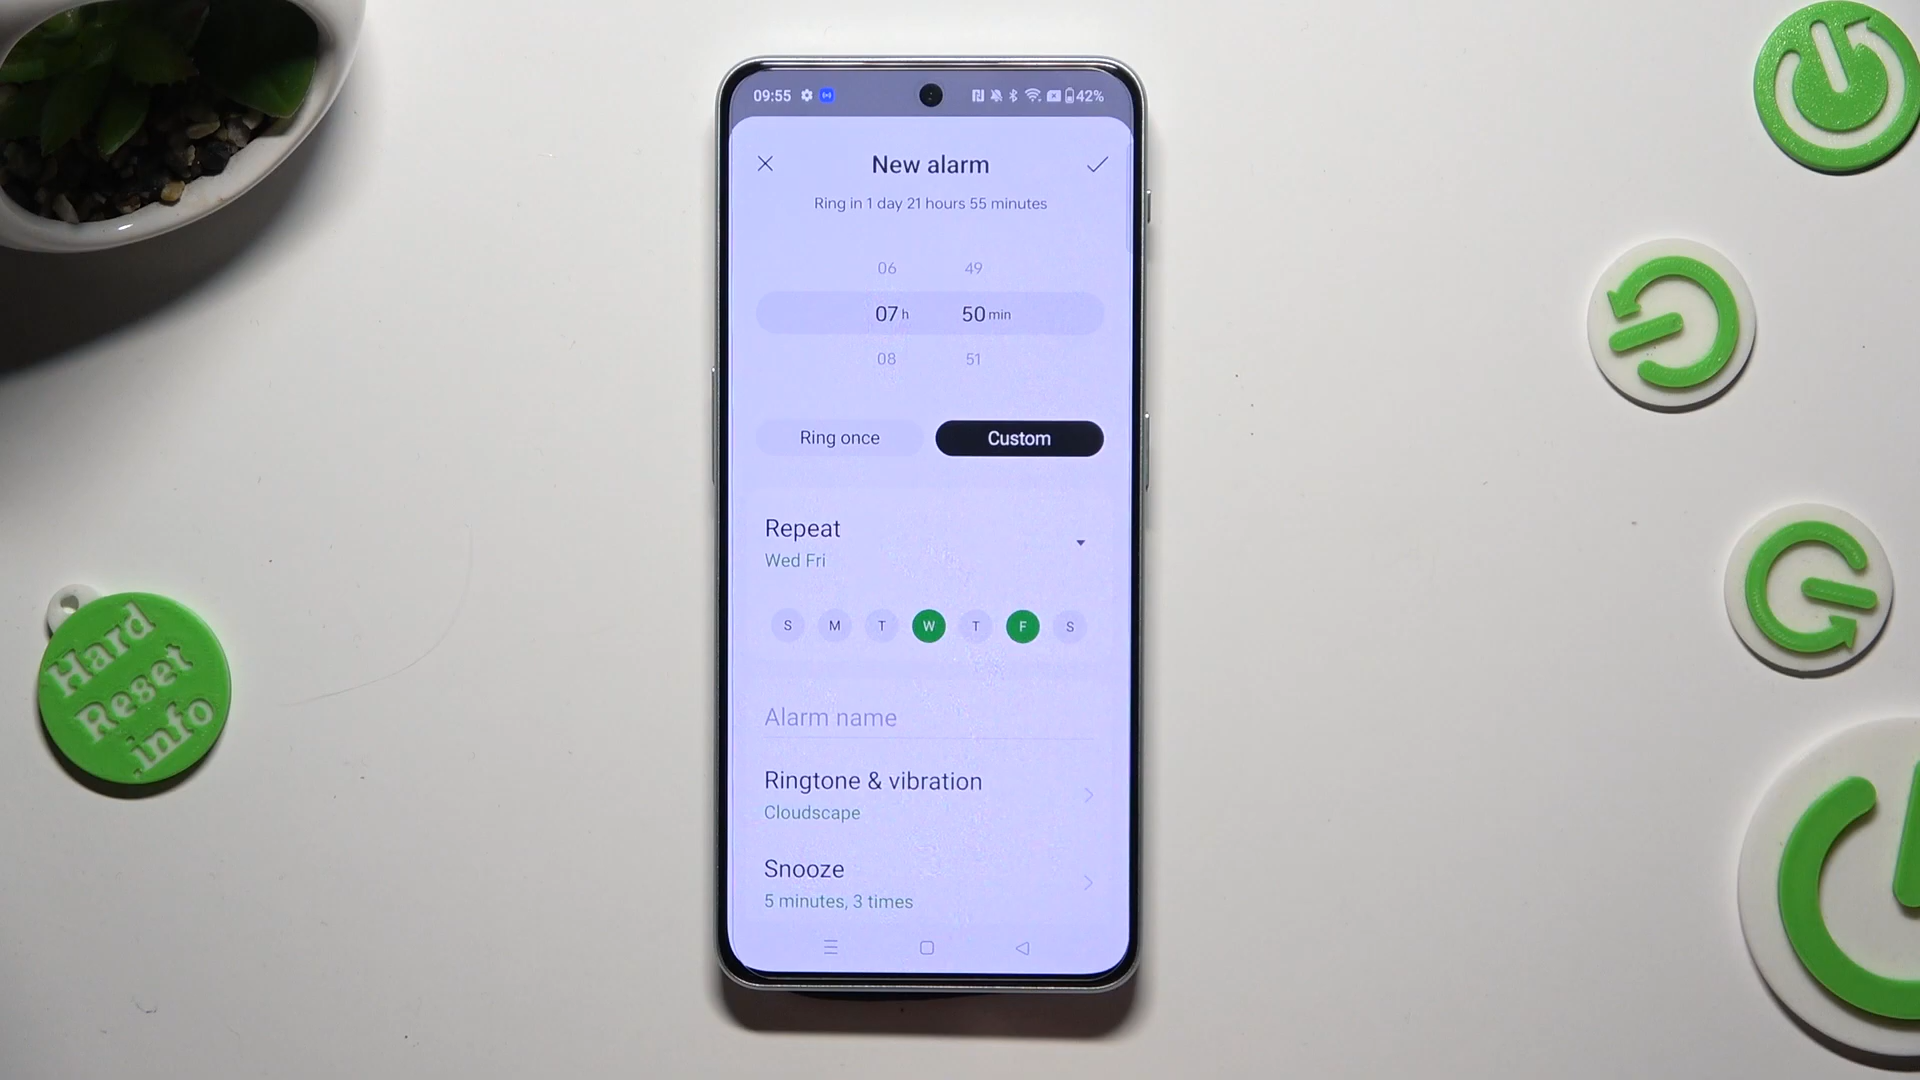 09:55
42%
New alarm
Ring in 1 day 21 hours 55 minutes
06 49
07 h 50 min
08 51
Ring once Custom
Repeat
Wed Fri
S M T W T F S
Alarm name
Ringtone & vibration
Cloudscape
Snooze
5 minutes, 3 times
Hard
Reset
.info